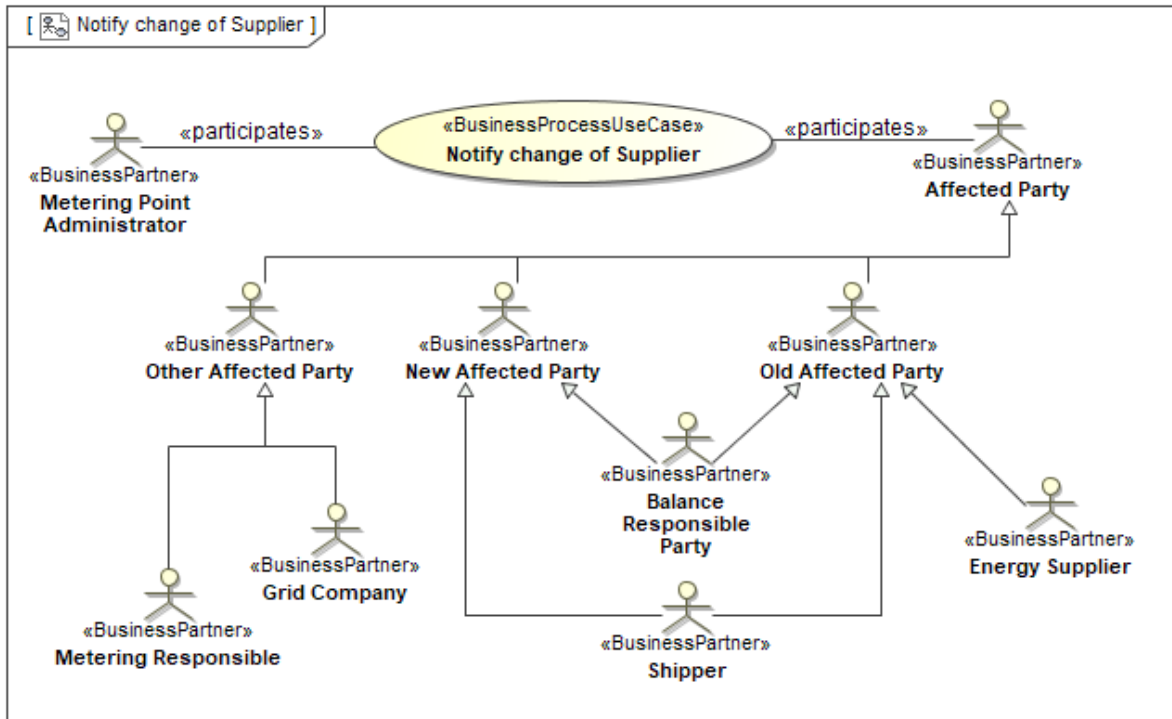 [ Notify change of Supplier ]
«participates»
«BusinessProcessUseCase»
Notify change of Supplier
«participates»
«BusinessPartner»
Metering Point
Administrator
«BusinessPartner»
Affected Party
«BusinessPartner»
Other Affected Party
«BusinessPartner»
New Affected Party
«BusinessPartner»
Old Affected Party
«BusinessPartner»
Balance
Responsible
Party
«BusinessPartner»
Energy Supplier
«BusinessPartner»
Grid Company
«BusinessPartner»
Metering Responsible
«BusinessPartner»
Shipper